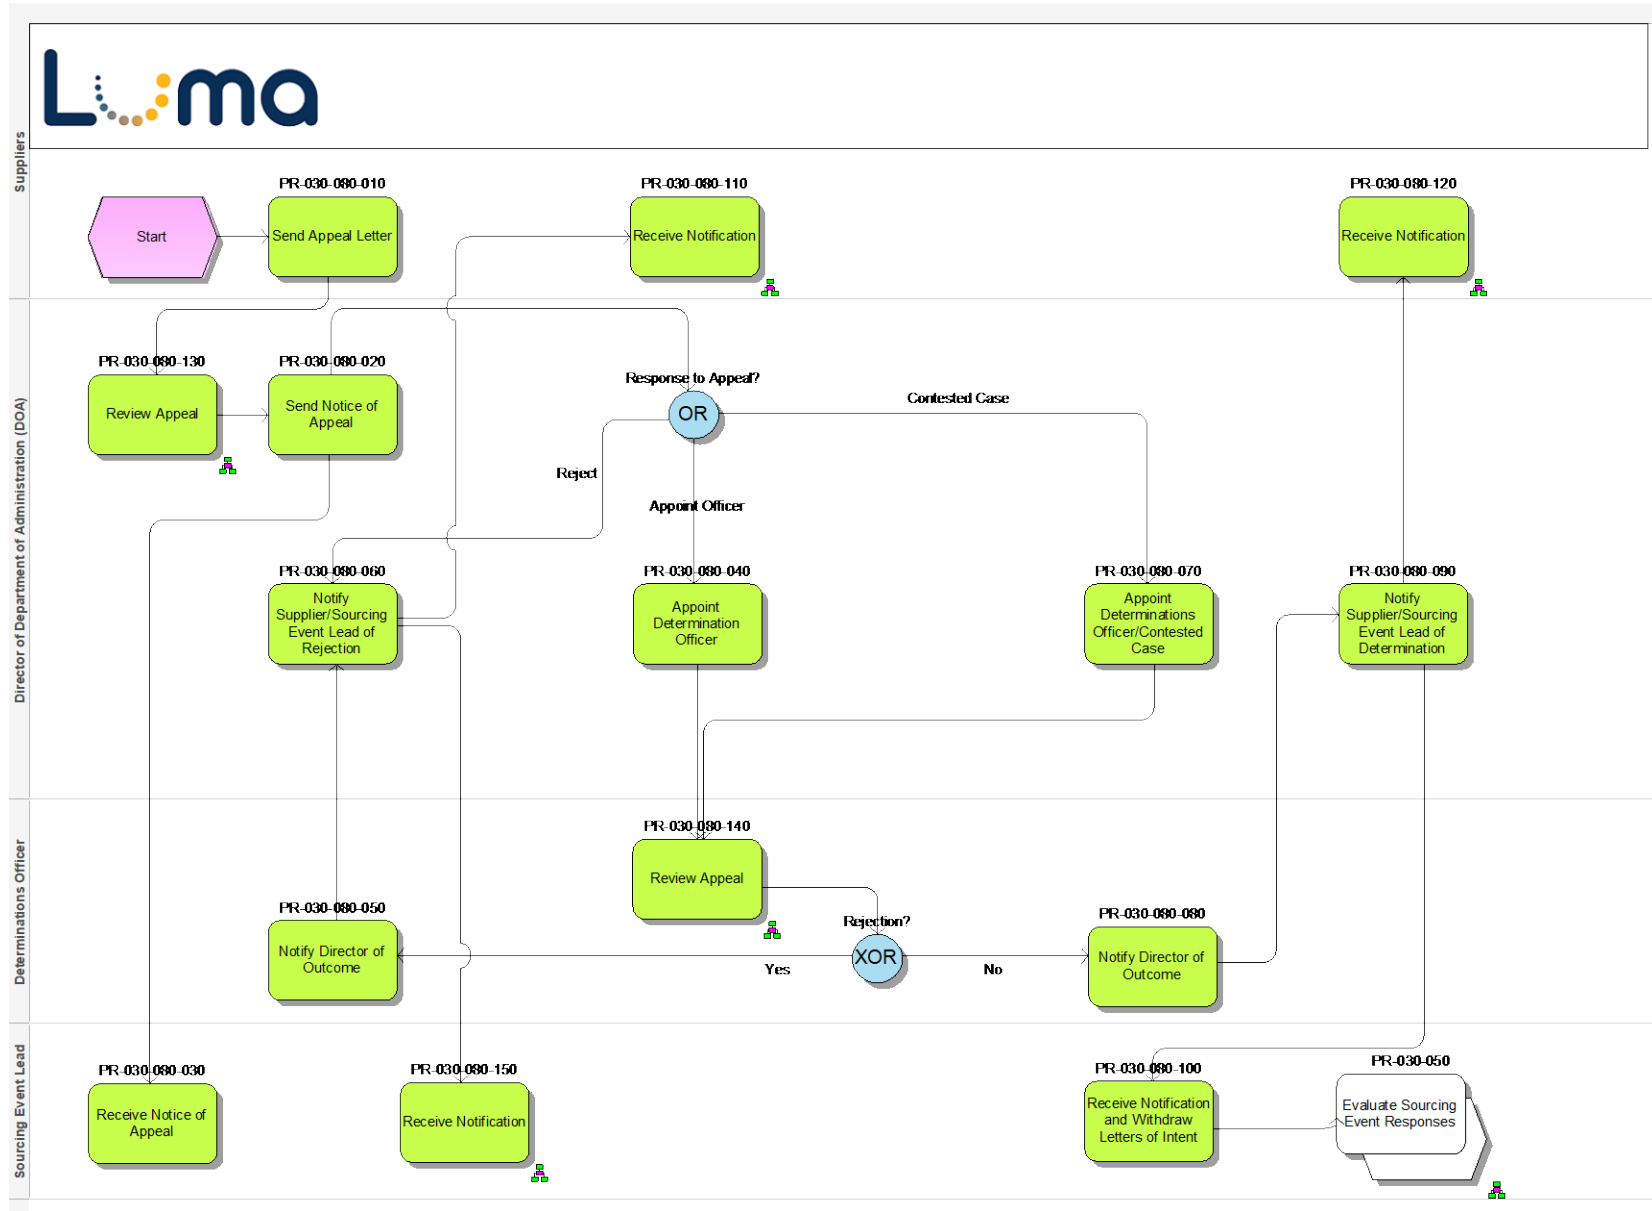 Luma
Suppliers
PR-030-080-010
PR-030-080-110
PR-030-080-120
Start
Send Appeal Letter
Receive Notification
Receive Notification
Director of Department of Administration (DOA)
PR-030-080-130
PR-030-080-020
Response to Appeal?
Contested Case
Review Appeal
Send Notice of
Appeal
OR
Reject
Appoint Officer
PR-030-080-060
PR-030-080-040
PR-030-080-070
PR-030-080-090
Notify
Supplier/Sourcing
Event Lead of
Rejection
Appoint
Determination
Officer
Appoint
Determinations
Officer/Contested
Case
Notify
Supplier/Sourcing
Event Lead of
Determination
Determinations Officer
PR-030-080-140
Review Appeal
PR-030-080-050
Rejection?
PR-030-080-080
Notify Director of
Outcome
Yes
XOR
No
Notify Director of
Outcome
Sourcing Event Lead
PR-030-080-030
PR-030-080-150
PR-030-080-100
PR-030-050
Receive Notice of
Appeal
Receive Notification
Receive Notification
and Withdraw
Letters of Intent
Evaluate Sourcing
Event Responses